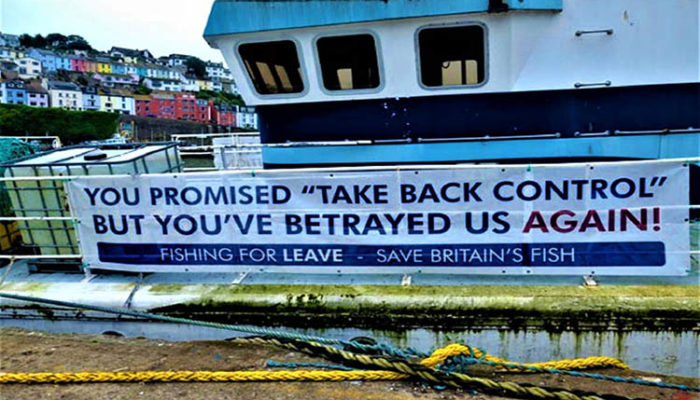 YOU PROMISED “TAKE BACK CONTROL”
BUT YOU’VE BETRAYED US AGAIN!
FISHING FOR LEAVE - SAVE BRITAIN’S FISH